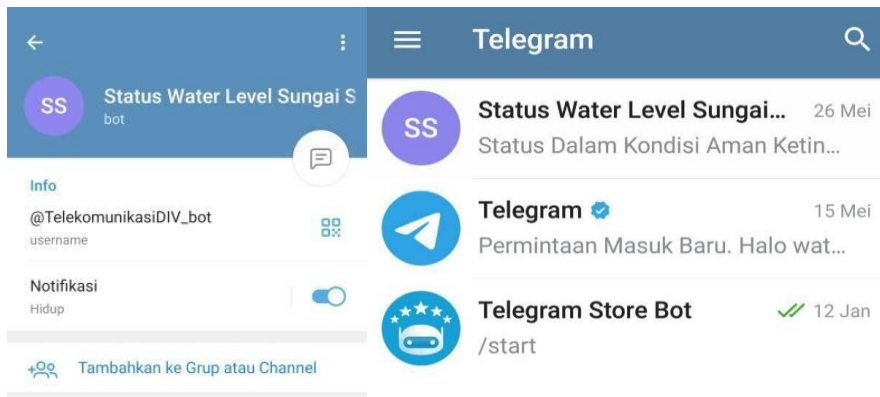 SS
Status Water Level Sungai S
bot
Info
@TelekomunikasiDIV_bot
username
Notifikasi
Hidup
Tambahkan ke Grup atau Channel
Telegram
SS
Status Water Level Sungai... 26 Mei
Status Dalam Kondisi Aman Ketin...
Telegram 15 Mei
Permintaan Masuk Baru. Halo wat...
Telegram Store Bot 12 Jan
/start